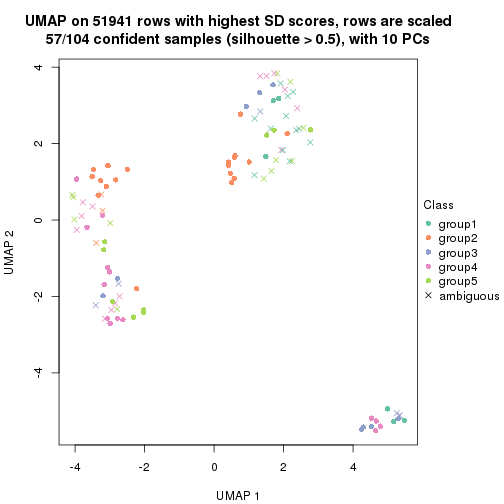 UMAP on 51941 rows with highest SD scores, rows are scaled
57/104 confident samples (silhouette > 0.5), with 10 PCs
4
2
0
-2
-4
UMAP 2
-4
-2
0
2
4
UMAP 1
Class
group1
group2
group3
group4
group5
ambiguous